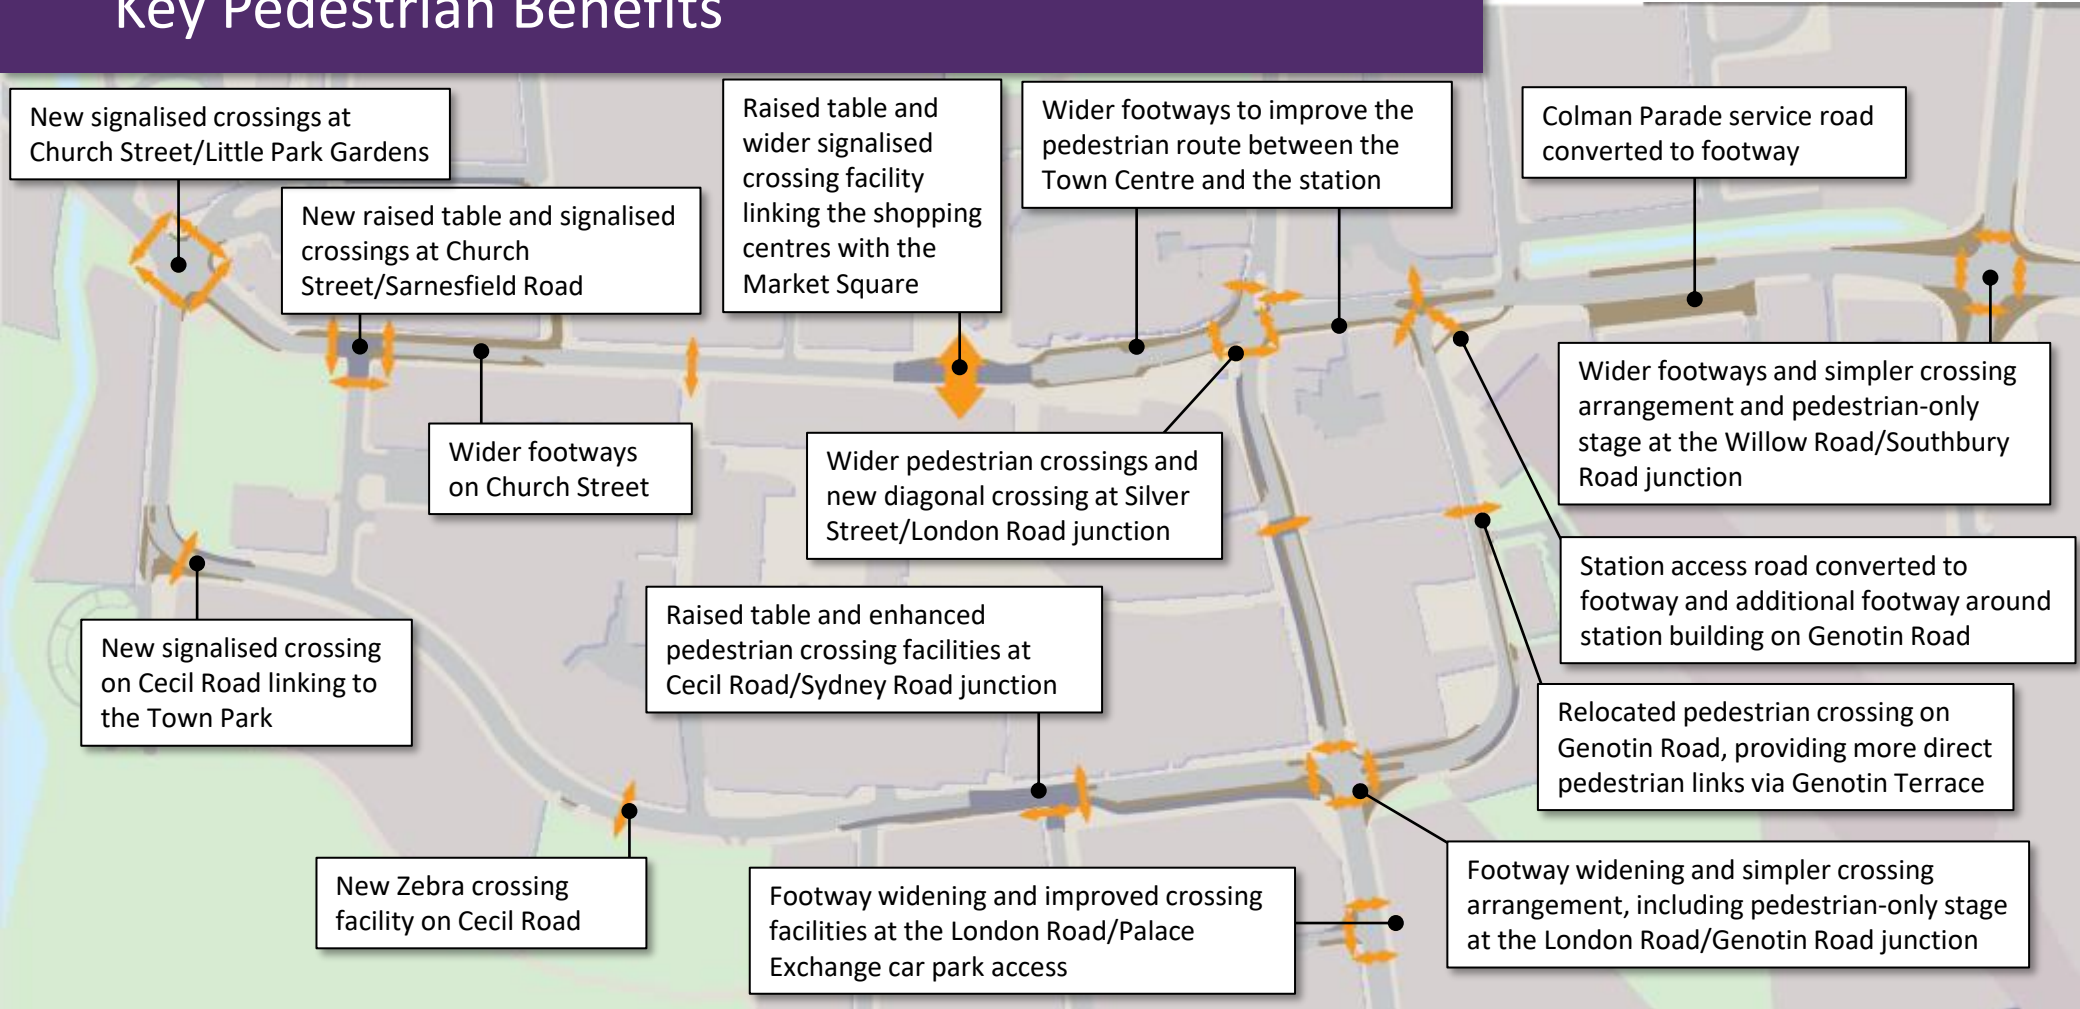 Key Pedestrian Benefits
New signalised crossings at
Church Street/Little Park Gardens
New raised table and signalised
crossings at Church
Street/Sarnesfield Road
Raised table and
wider signalised
crossing facility
linking the shopping
centres with the
Market Square
Wider footways to improve the
pedestrian route between the
Town Centre and the station
Colman Parade service road
converted to footway
Wider footways
on Church Street
Wider pedestrian crossings and
new diagonal crossing at Silver
Street/London Road junction
Wider footways and simpler crossing
arrangement and pedestrian-only
stage at the Willow Road/Southbury
Road junction
Station access road converted to
footway and additional footway around
station building on Genotin Road
New signalised crossing
on Cecil Road linking to
the Town Park
Raised table and enhanced
pedestrian crossing facilities at
Cecil Road/Sydney Road junction
Relocated pedestrian crossing on
Genotin Road, providing more direct
pedestrian links via Genotin Terrace
New Zebra crossing
facility on Cecil Road
Footway widening and improved crossing
facilities at the London Road/Palace
Exchange car park access
Footway widening and simpler crossing
arrangement, including pedestrian-only stage
at the London Road/Genotin Road junction